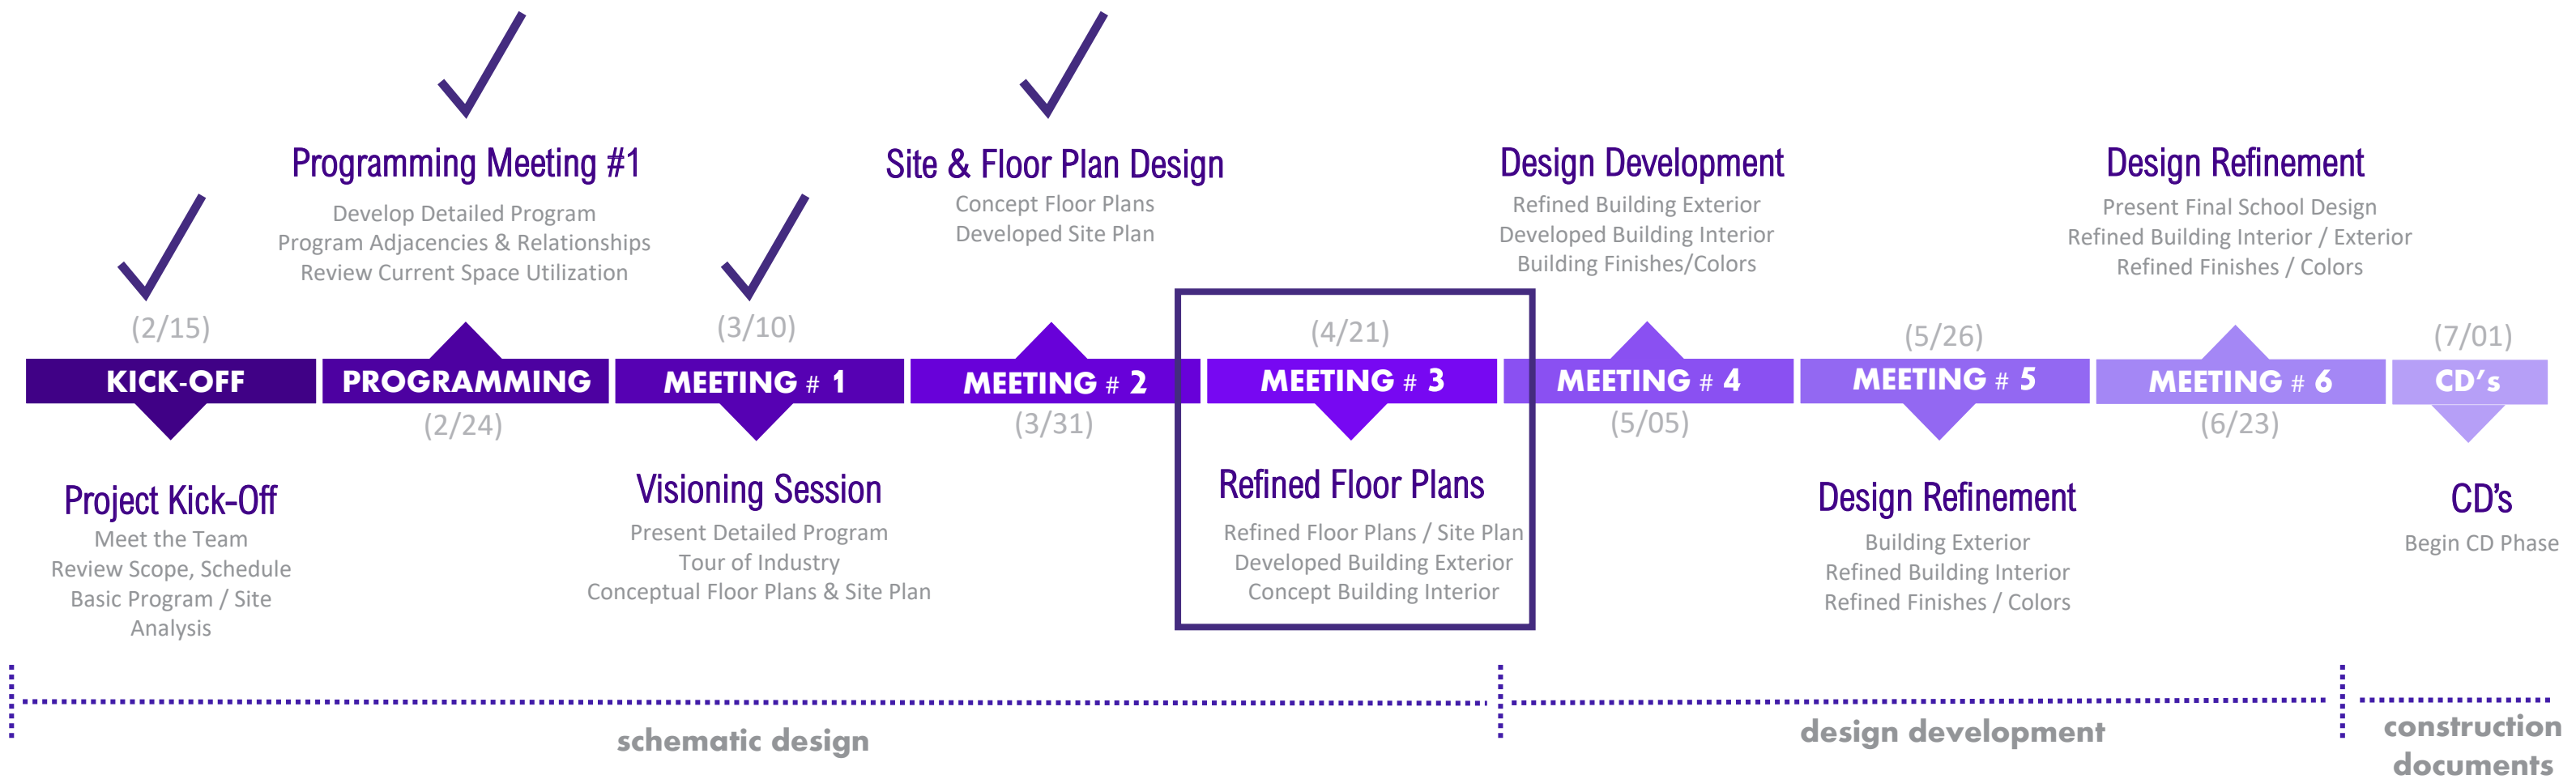 Programming Meeting #1
Develop Detailed Program
Program Adjacencies & Relationships
Review Current Space Utilization
Site & Floor Plan Design
Concept Floor Plans
Developed Site Plan
Design Development
Refined Building Exterior
Developed Building Interior
Building Finishes/Colors
Design Refinement
Present Final School Design
Refined Building Interior / Exterior
Refined Finishes / Colors
(2/15)
(3/10)
(4/21)
(5/26)
(7/01)
KICK-OFF
PROGRAMMING
MEETING # 1
MEETING # 2
MEETING # 3
MEETING # 4
MEETING # 5
MEETING # 6
CD's
(2/24)
(3/31)
(5/05)
(6/23)
Project Kick-Off
Meet the Team
Review Scope, Schedule
Basic Program / Site
Analysis
Visioning Session
Present Detailed Program
Tour of Industry
Conceptual Floor Plans & Site Plan
Refined Floor Plans
Refined Floor Plans / Site Plan
Developed Building Exterior
Concept Building Interior
Design Refinement
Building Exterior
Refined Building Interior
Refined Finishes / Colors
CD's
Begin CD Phase
schematic design
design development
construction
documents